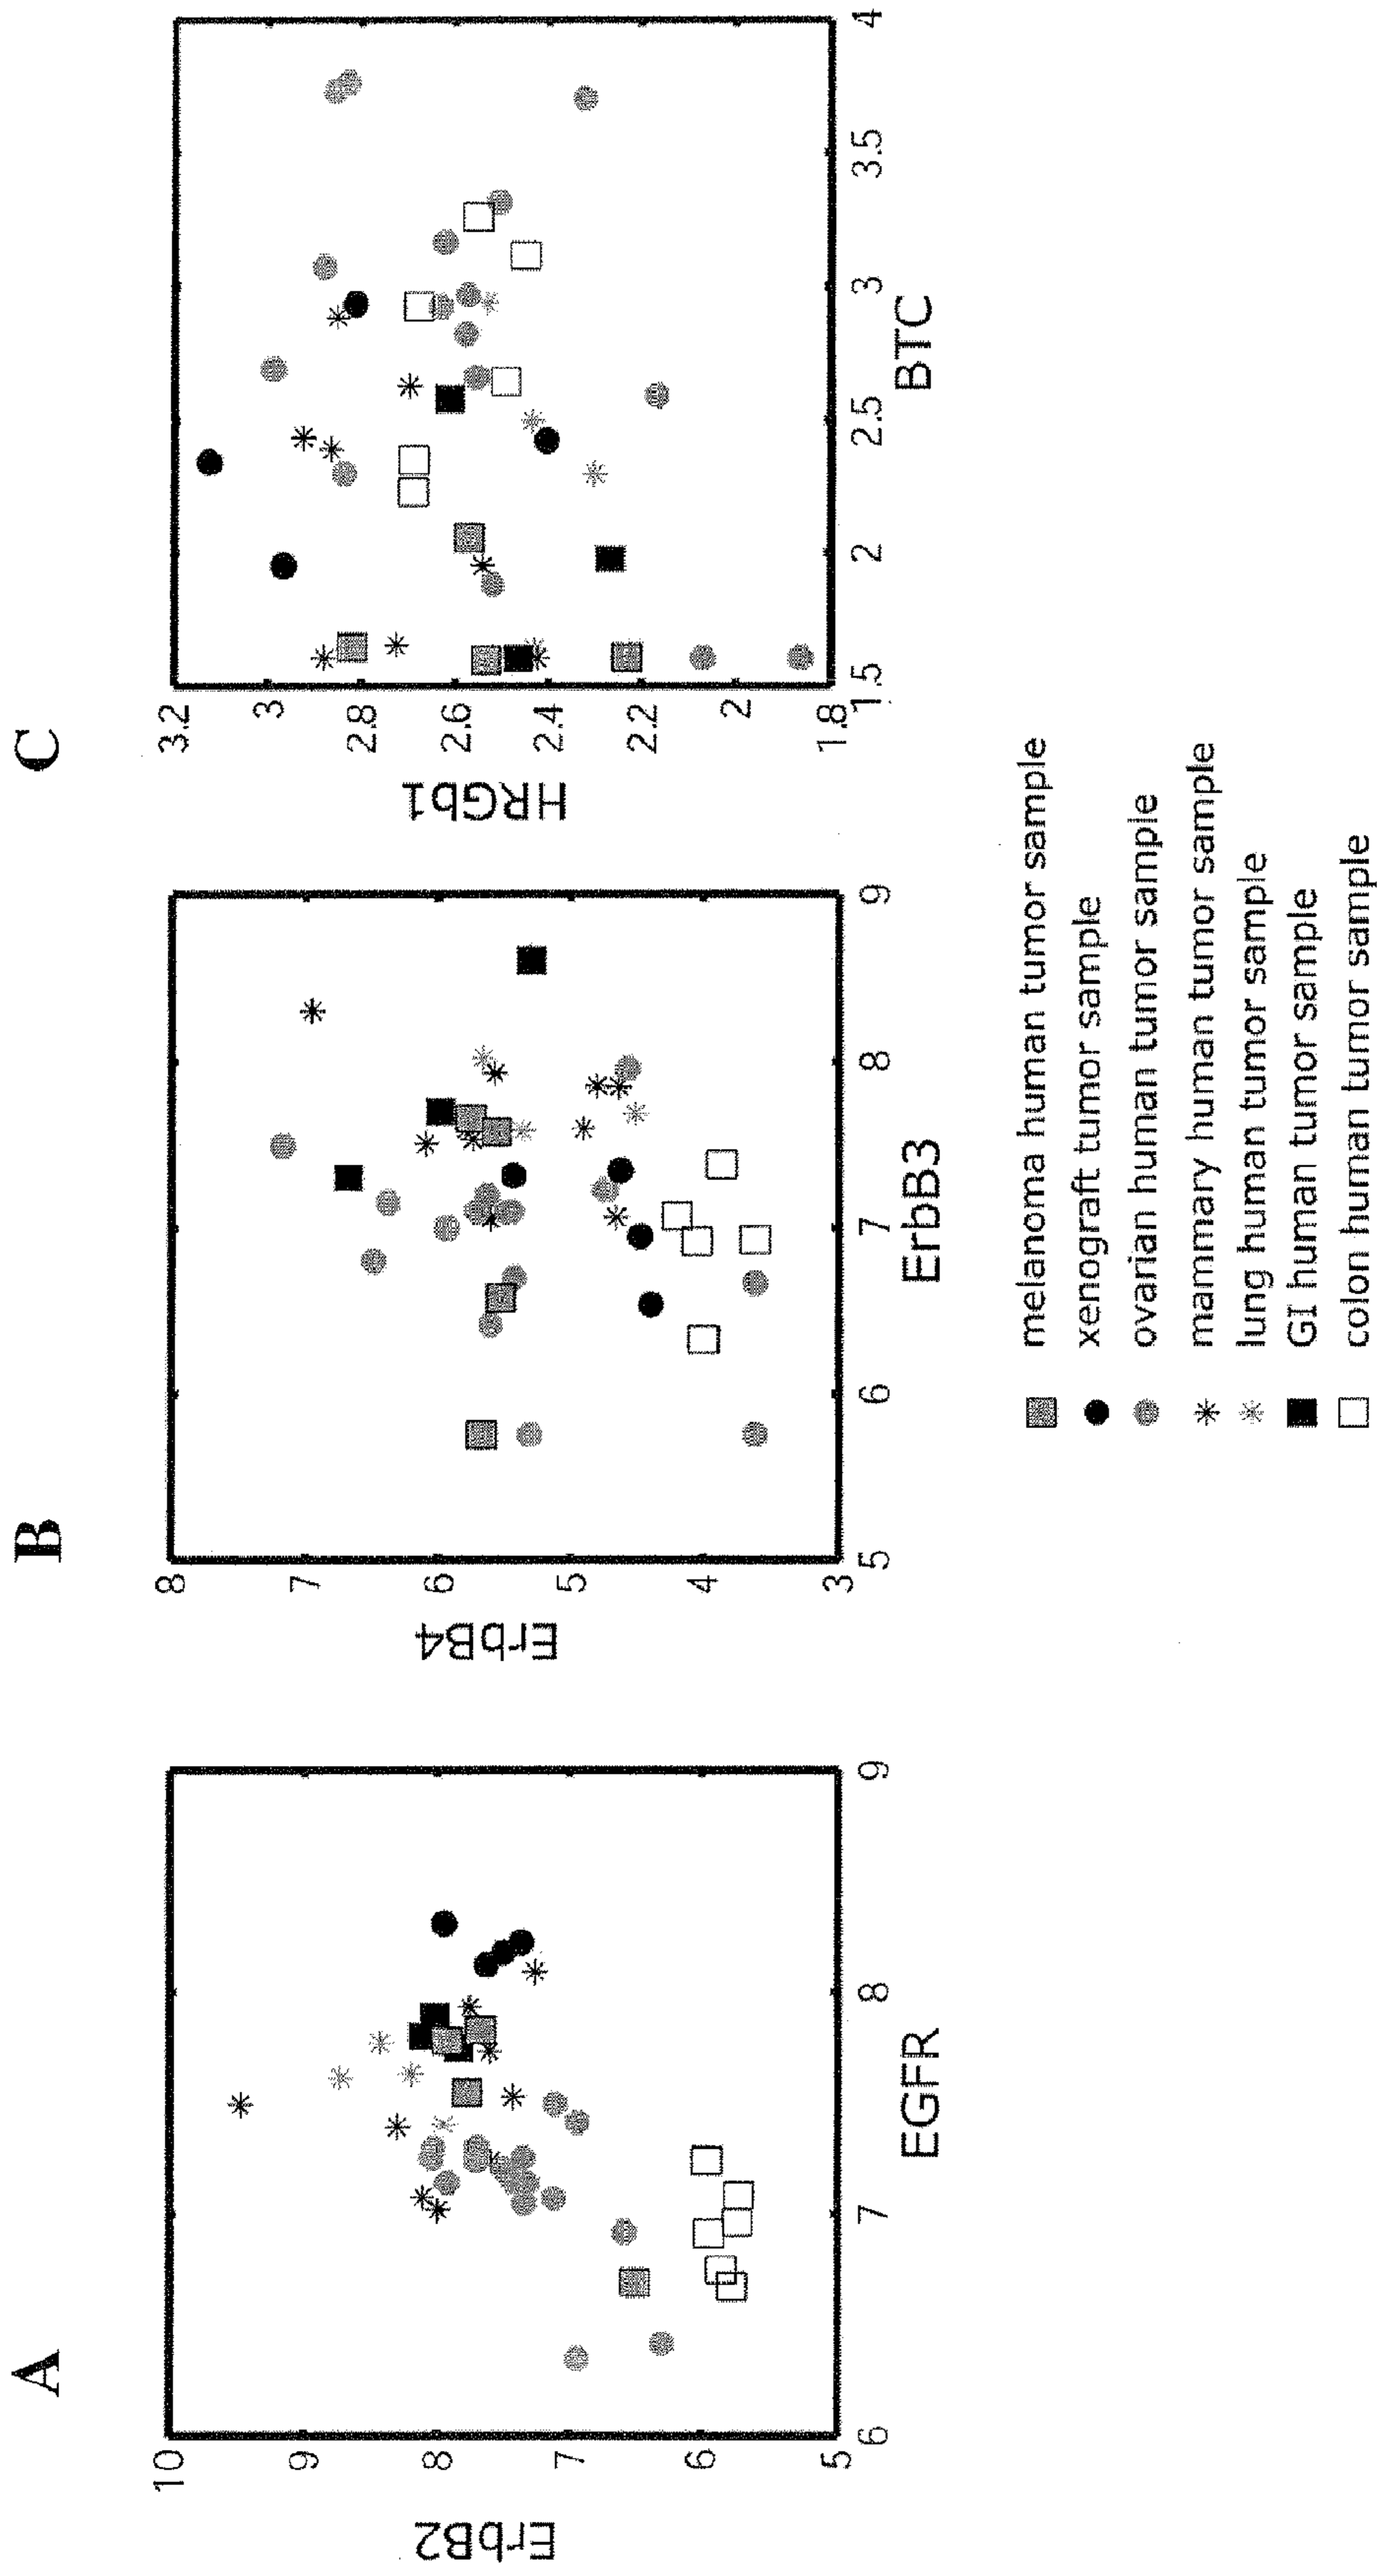 A
ErbB2
10
9
8
7
6
5
6
7
8
9
EGFR
B
ErbB4
8
7
6
5
4
3
5
6
7
8
9
ErbB3
C
HRGb1
3.2
3
2.8
2.6
2.4
2.2
2
1.8
1.5
2
2.5
3
3.5
4
BTC
melanoma human tumor sample
xenograft tumor sample
ovarian human tumor sample
mammary human tumor sample
lung human tumor sample
GI human tumor sample
colon human tumor sample